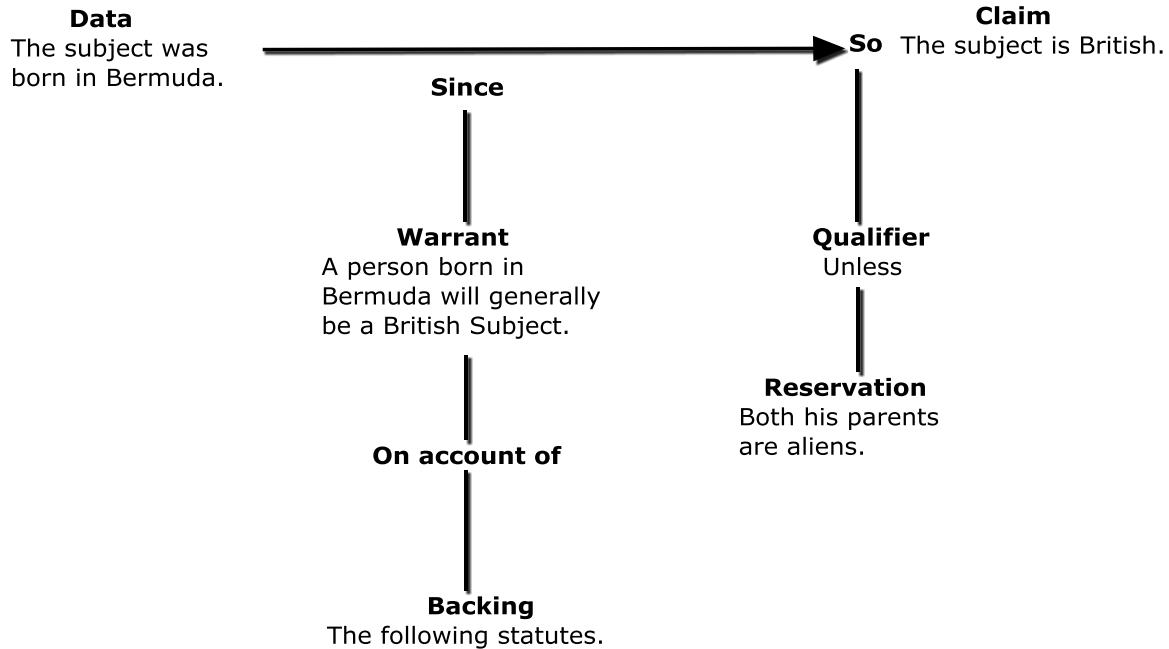 Data
The subject was
born in Bermuda.
Claim
So The subject is British.
Since
Warrant
A person born in
Bermuda will generally
be a British Subject.
Qualifier
Unless
Reservation
Both his parents
are aliens.
On account of
Backing
The following statutes.